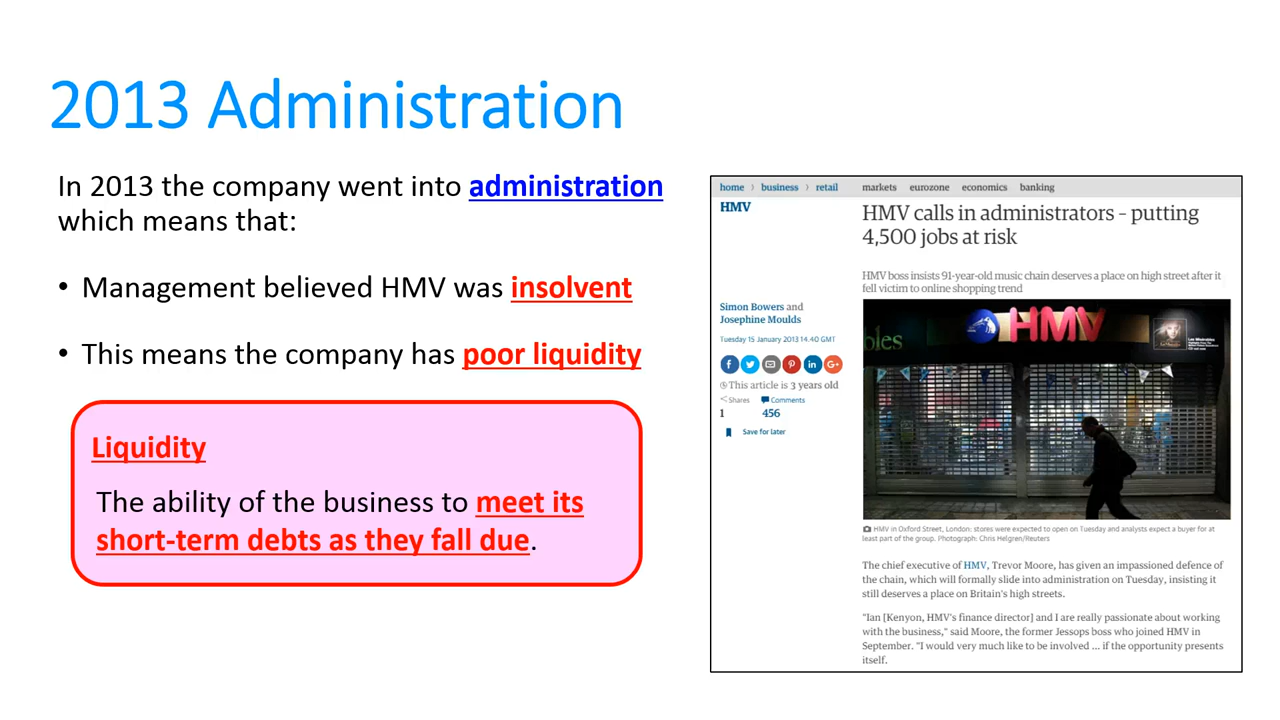 2013 Administration
In 2013 the company went into administration
which means that:
• Management believed HMV was insolvent
• This means the company has poor liquidity
Liquidity
The ability of the business to meet its
short-term debts as they fall due.
home › business › retail markets eurozone economics banking
HMV
HMV calls in administrators – putting
4,500 jobs at risk
HMV boss insists 91-year-old music chain deserves a place on high street after it
fell victim to online shopping trend
Simon Bowers and
Josephine Moulds
Tuesday 15 January 2013 14.40 GMT
This article is 3 years old
Shares Comments
1 456
Save for later
bles
HMV
HMV in Oxford Street, London: stores were expected to open on Tuesday and analysts expect a buyer for at
least part of the group. Photograph: Chris Helgren/Reuters
The chief executive of HMV, Trevor Moore, has given an impassioned defence of
the chain, which will formally slide into administration on Tuesday, insisting it
still deserves a place on Britain's high streets.
"Ian [Kenyon, HMV's finance director] and I are really passionate about working
with the business," said Moore, the former Jessops boss who joined HMV in
September. "I would very much like to be involved ... if the opportunity presents
itself.